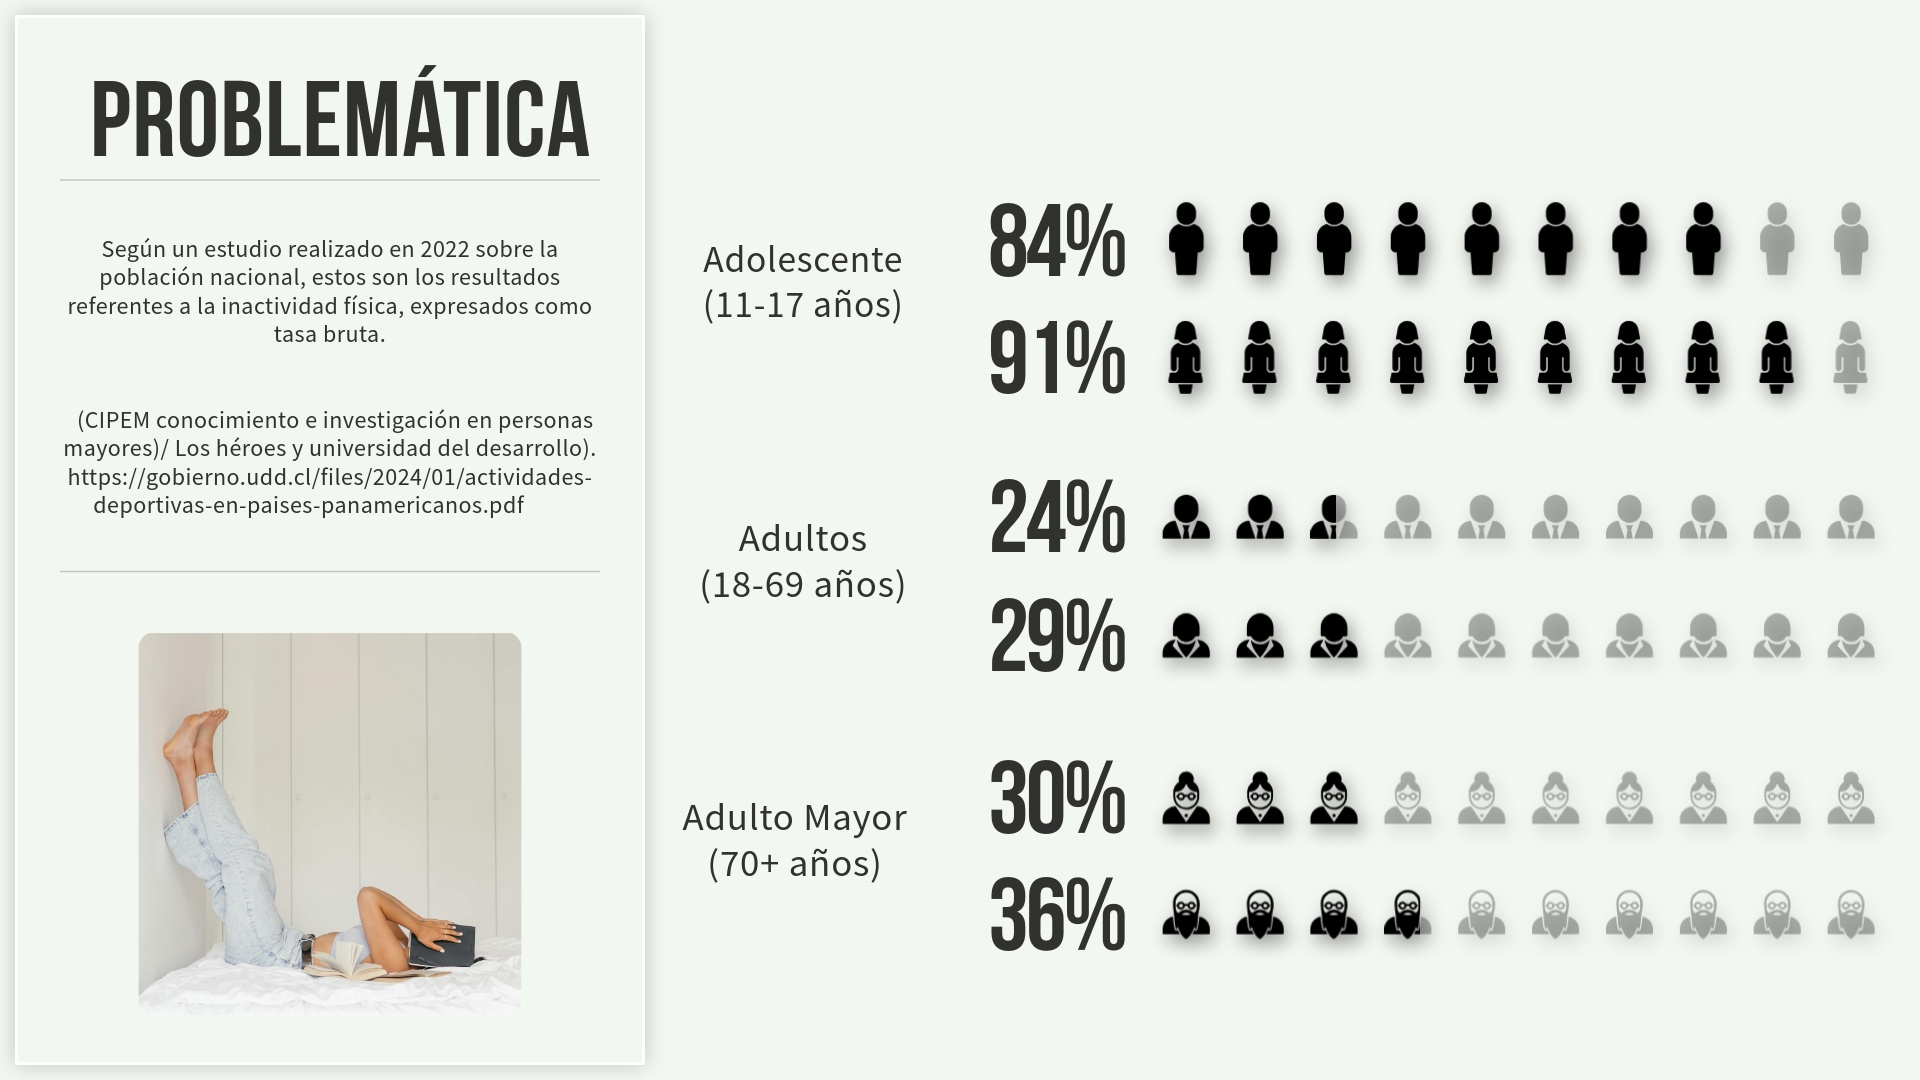 PROBLEMÁTICA
Según un estudio realizado en 2022 sobre la
población nacional, estos son los resultados
referentes a la inactividad física, expresados como
tasa bruta.
(CIPEM conocimiento e investigación en personas
mayores)/ Los héroes y universidad del desarrollo).
https://gobierno.udd.cl/files/2024/01/actividades-
deportivas-en-paises-panamericanos.pdf
Adolescente
(11-17 años)
84%
91%
Adultos
(18-69 años)
24%
29%
Adulto Mayor
(70+ años)
30%
36%